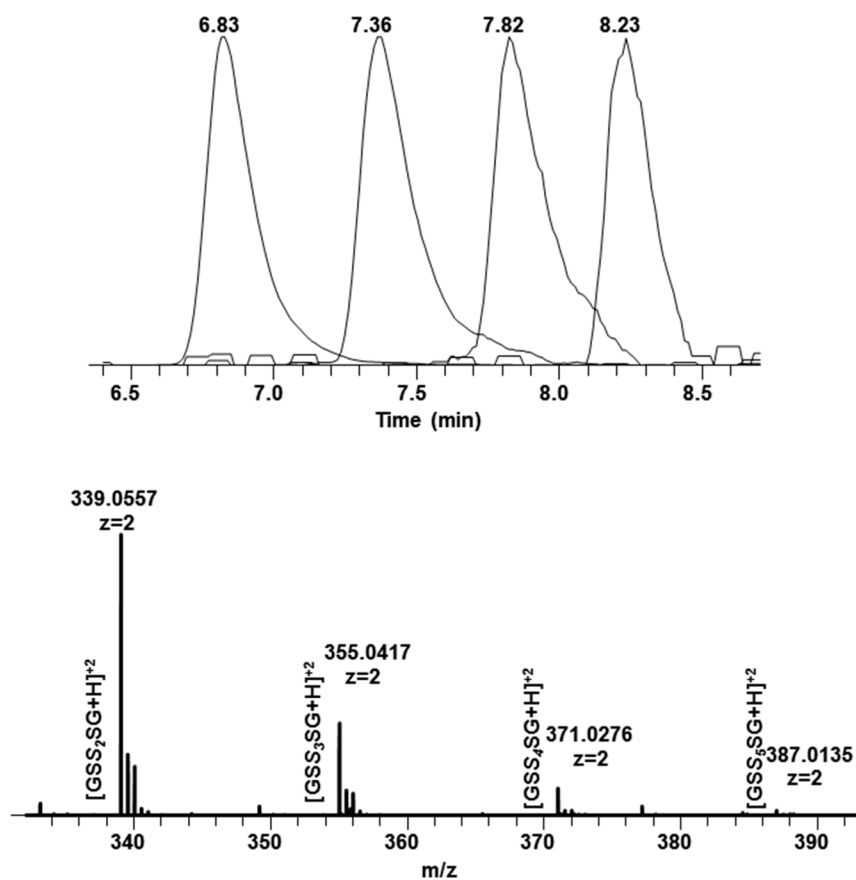 6.83 7.36 7.82 8.23
6.5 7.0 7.5 8.0 8.5
Time (min)
339.0557
z=2
[GSS₂SG+H]⁺²
355.0417
z=2
[GSS₃SG+H]⁺²
371.0276
z=2
[GSS₄SG+H]⁺²
387.0135
z=2
[GSS₅SG+H]⁺²
340 350 360 370 380 390
m/z